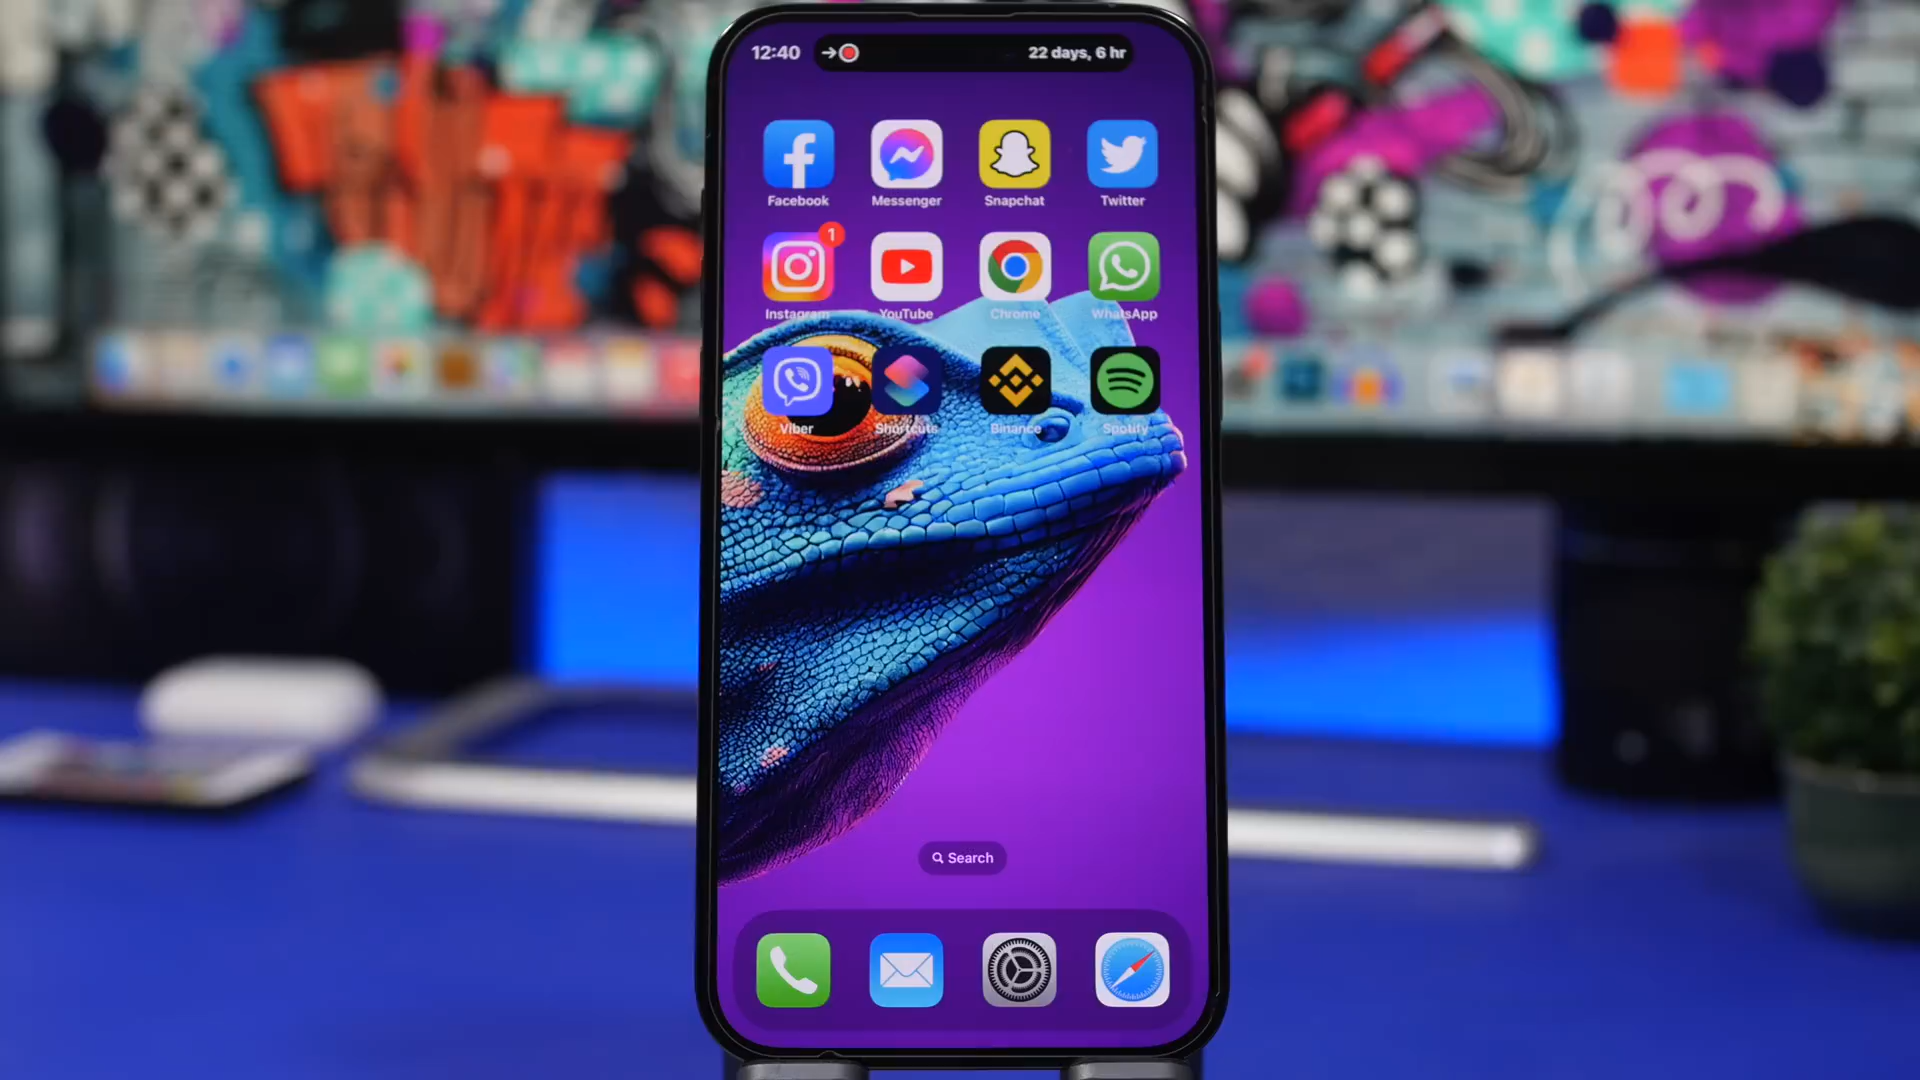 12:40 22 days, 6 hr
Facebook Messenger Snapchat Twitter
1
Instagram YouTube Chrome WhatsApp
Viber Shortcuts Binance Spotify
Search